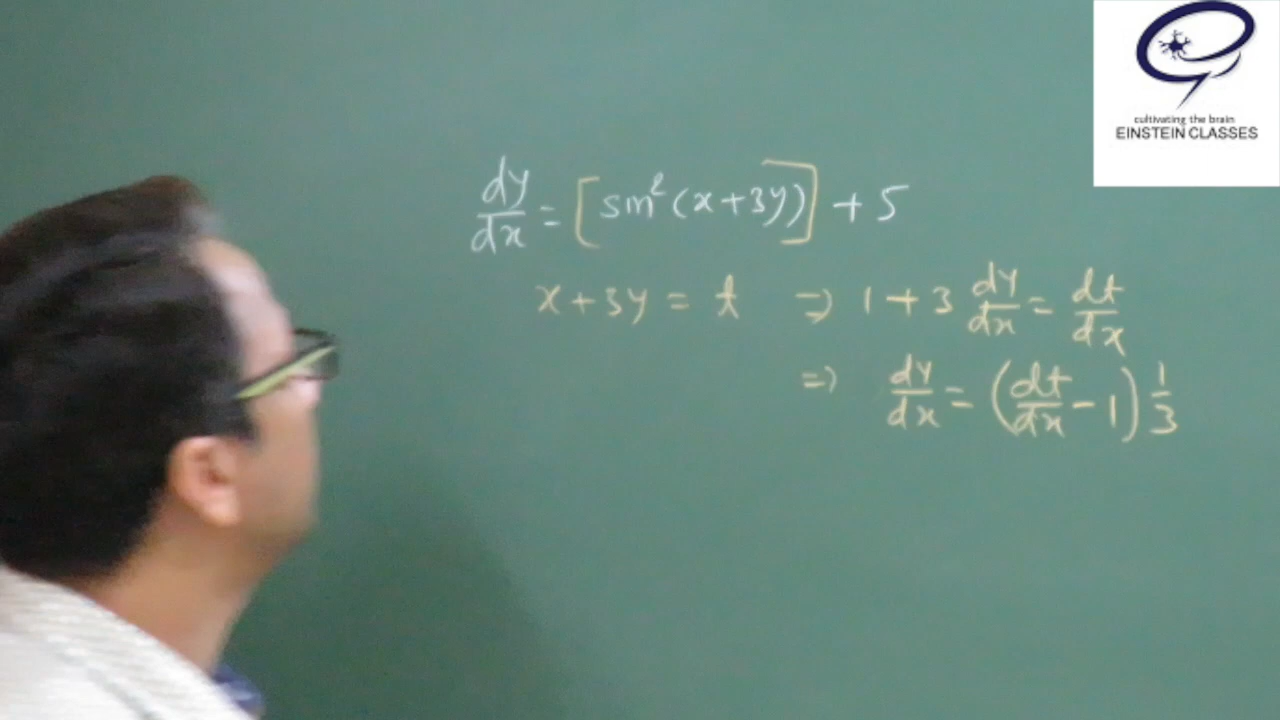 cultivating the brain
EINSTEIN CLASSES
dy/dx = [sin²(x+3y)] + 5
x+3y = t ⇒ 1+3 dy/dx = dt/dx
⇒ dy/dx = (dt/dx - 1) 1/3